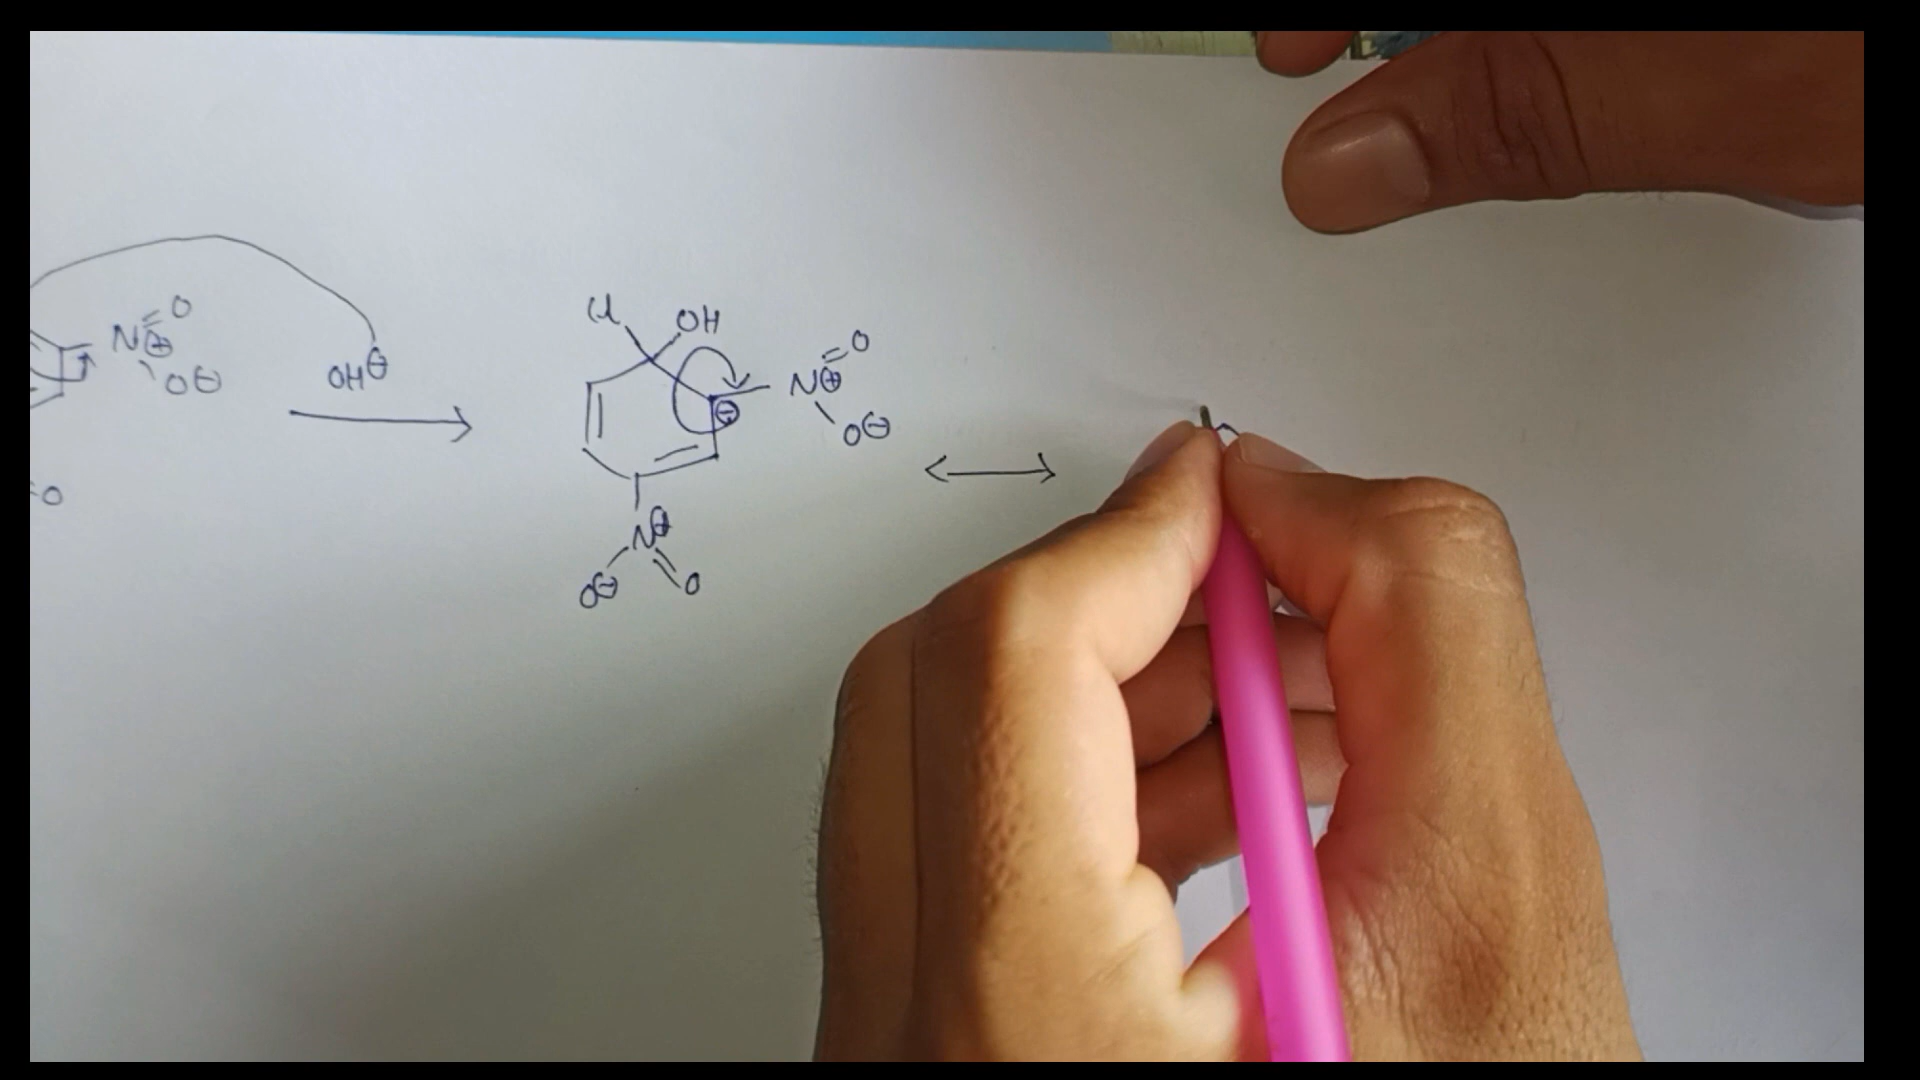 Cl OH
N⊕ =O
O⊖
OH⊖
N⊕ =O
O⊖
⊖
=O
N⊕
O⊖ O